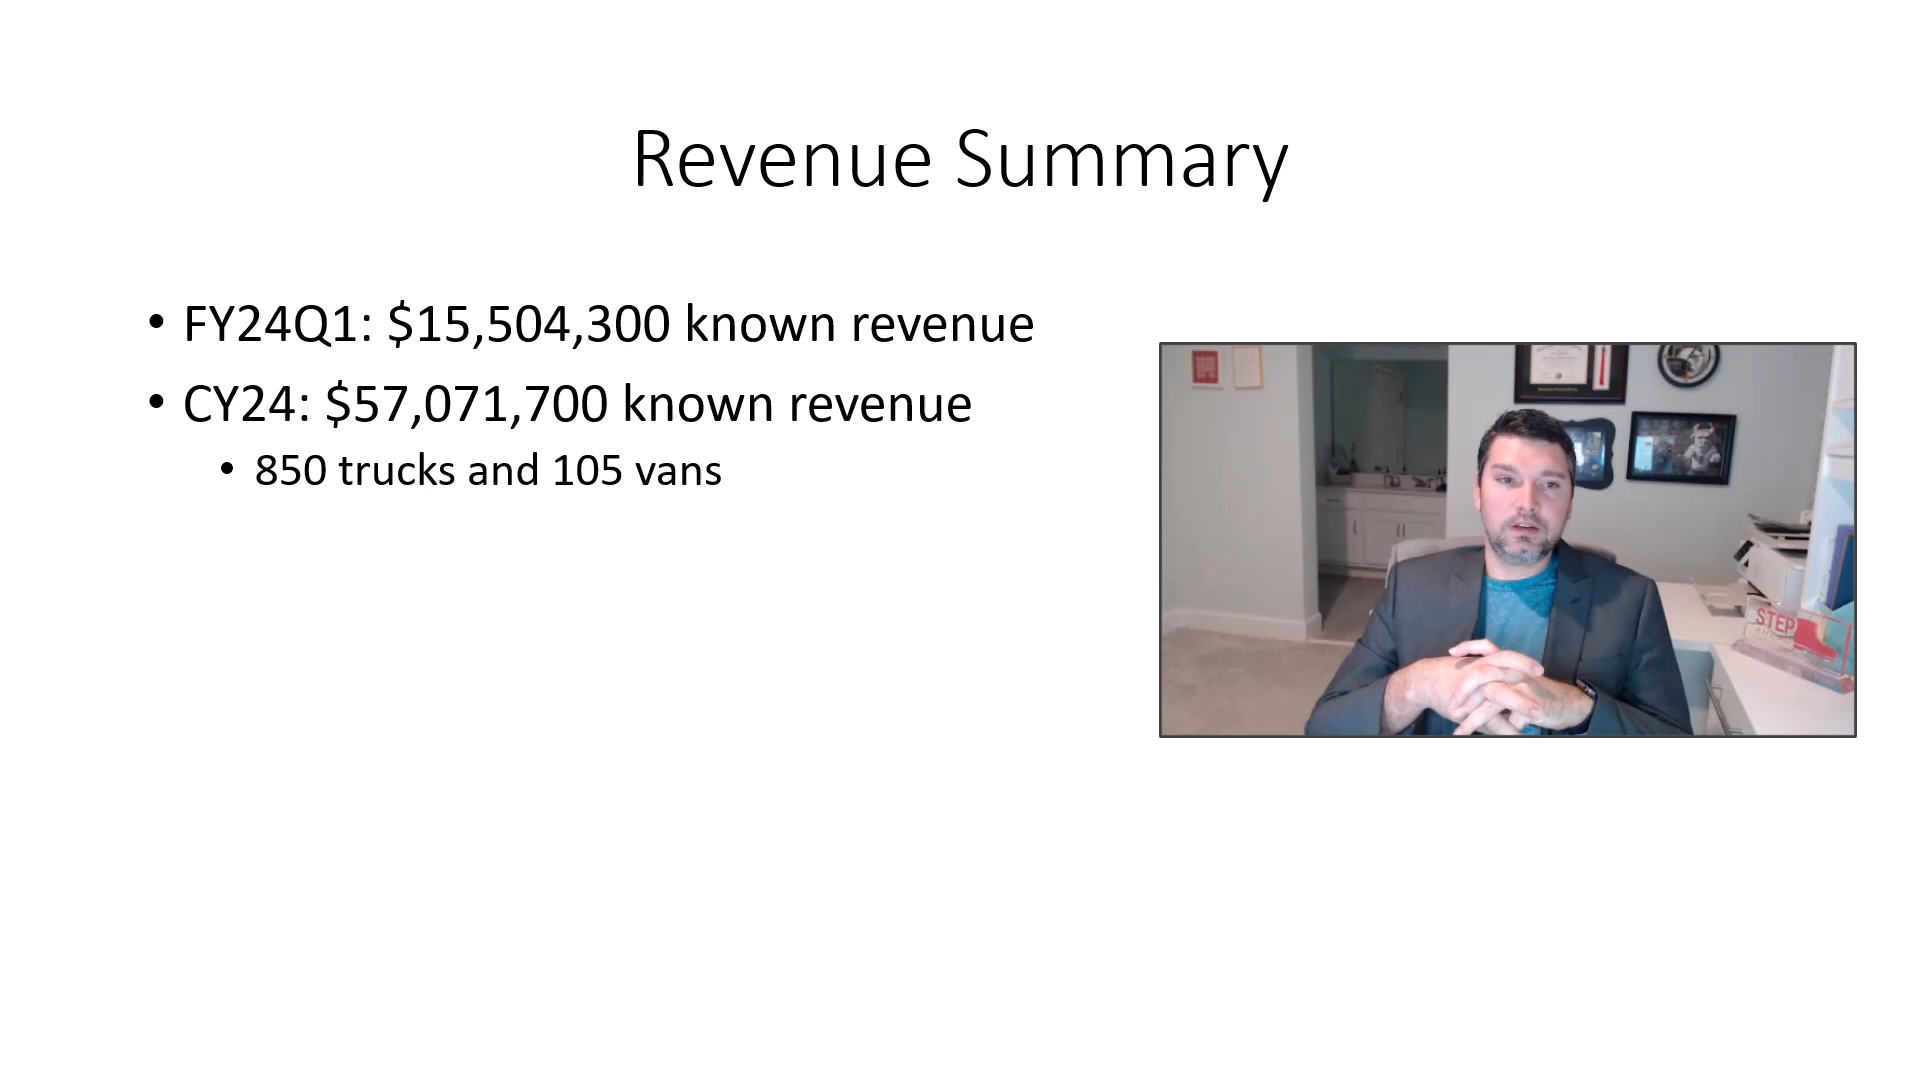 Revenue Summary
• FY24Q1: $15,504,300 known revenue
• CY24: $57,071,700 known revenue
• 850 trucks and 105 vans
STEP